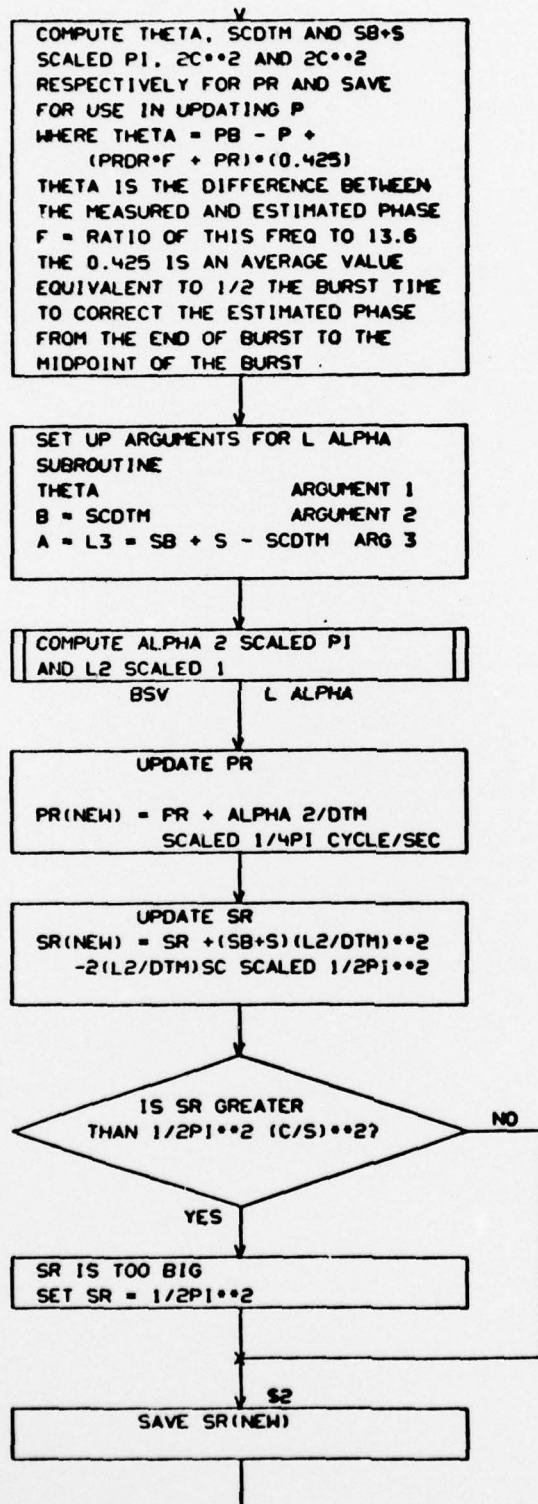 COMPUTE THETA, SCDTM AND SB+S
SCALED PI, 2C**2 AND 2C**2
RESPECTIVELY FOR PR AND SAVE
FOR USE IN UPDATING P
WHERE THETA = PB - P +
(PRDR*F + PR)*(0.425)
THETA IS THE DIFFERENCE BETWEEN
THE MEASURED AND ESTIMATED PHASE
F = RATIO OF THIS FREQ TO 13.6
THE 0.425 IS AN AVERAGE VALUE
EQUIVALENT TO 1/2 THE BURST TIME
TO CORRECT THE ESTIMATED PHASE
FROM THE END OF BURST TO THE
MIDPOINT OF THE BURST
SET UP ARGUMENTS FOR L ALPHA
SUBROUTINE
THETA ARGUMENT 1
B = SCDTM ARGUMENT 2
A = L3 = SB + S - SCDTM ARG 3
COMPUTE ALPHA 2 SCALED PI
AND L2 SCALED 1
BSV L ALPHA
UPDATE PR
PR(NEW) = PR + ALPHA 2/DTM
SCALED 1/4PI CYCLE/SEC
UPDATE SR
SR(NEW) = SR +(SB+S)(L2/DTM)**2
-2(L2/DTM)SC SCALED 1/2PI**2
IS SR GREATER
THAN 1/2PI**2 (C/S)**2?
NO
YES
SR IS TOO BIG
SET SR = 1/2PI**2
S2
SAVE SR(NEW)